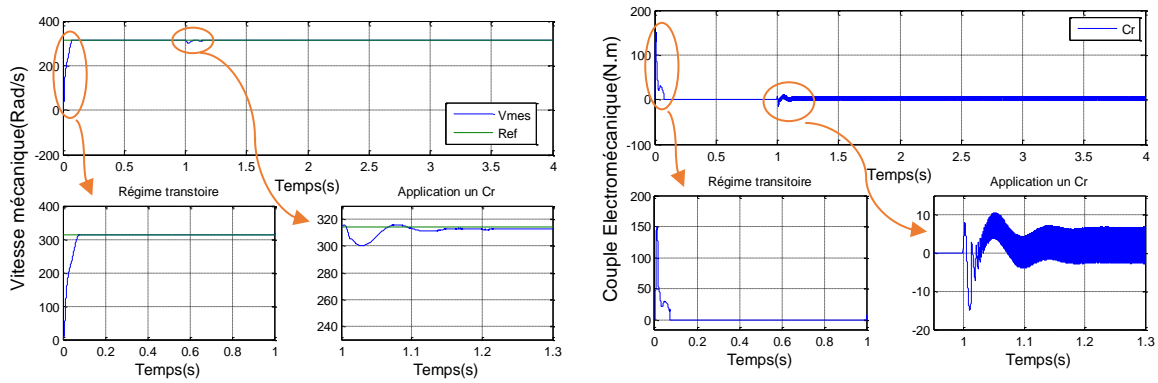 Vitesse mécanique(Rad/s)
400
200
0
-200
0 0.5 1 1.5 2 2.5 3 3.5 4
Temps(s)
Vmes
Ref
Régime transtoire
400
300
200
100
0
0 0.2 0.4 0.6 0.8 1
Temps(s)
Application un Cr
320
300
280
260
240
1 1.1 1.2 1.3
Temps(s)
Couple Electromécanique(N.m)
200
100
0
-100
0 0.5 1 1.5 2 2.5 3 3.5 4
Temps(s)
Cr
Régime transitoire
200
150
100
50
0
0 0.2 0.4 0.6 0.8 1
Temps(s)
Application un Cr
10
0
-10
-20
1 1.1 1.2 1.3
Temps(s)